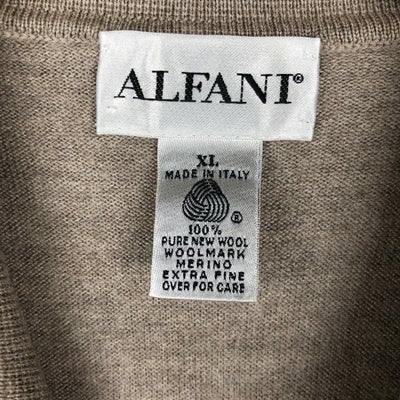 ALFANI®
XL
MADE IN ITALY
®
100%
PURE NEW WOOL
WOOLMARK
MERINO
EXTRA FINE
OVER FOR CARE